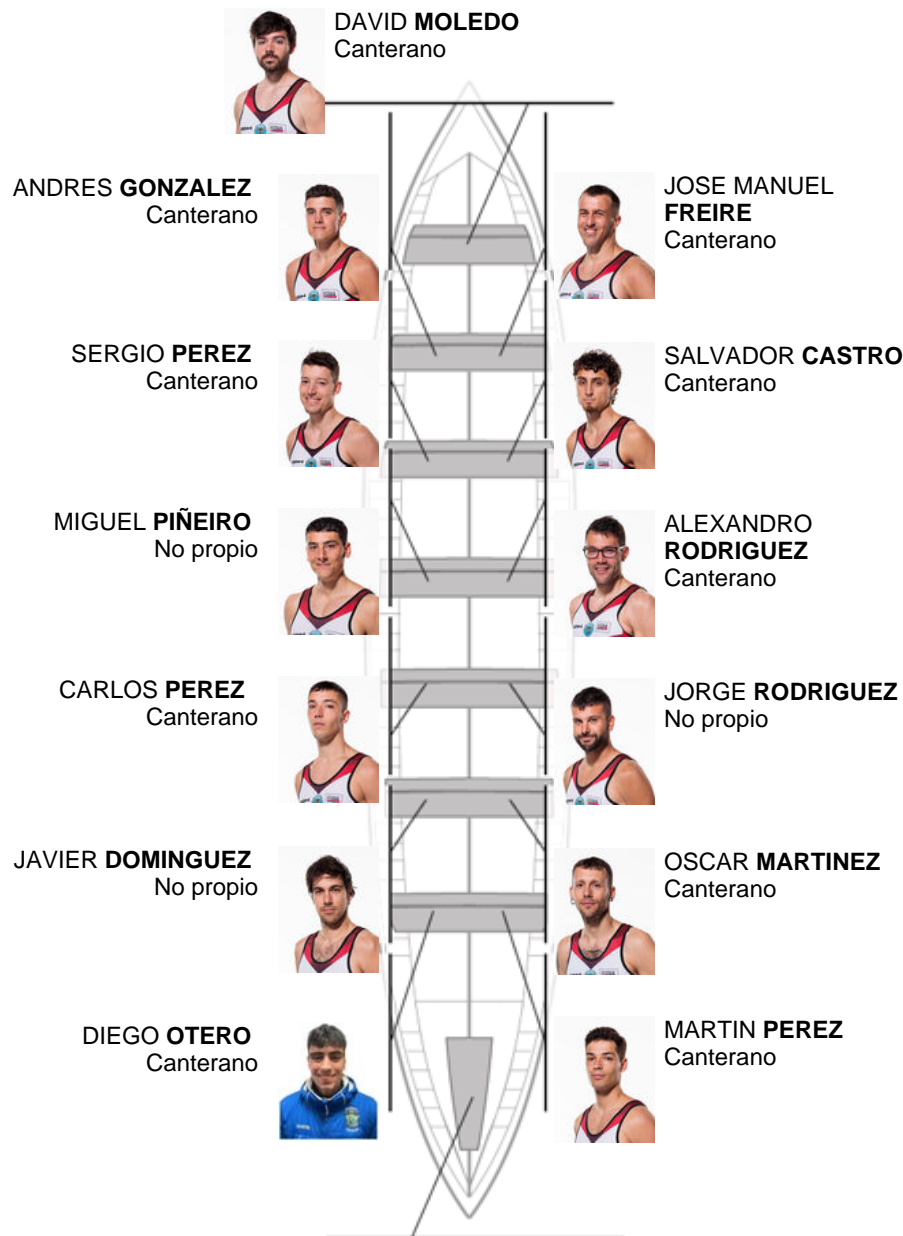 DAVID MOLEDO
Canterano
ANDRES GONZALEZ
Canterano
JOSE MANUEL
FREIRE
Canterano
SERGIO PEREZ
Canterano
SALVADOR CASTRO
Canterano
MIGUEL PIÑEIRO
No propio
ALEXANDRO
RODRIGUEZ
Canterano
CARLOS PEREZ
Canterano
JORGE RODRIGUEZ
No propio
JAVIER DOMINGUEZ
No propio
OSCAR MARTINEZ
Canterano
DIEGO OTERO
Canterano
MARTIN PEREZ
Canterano